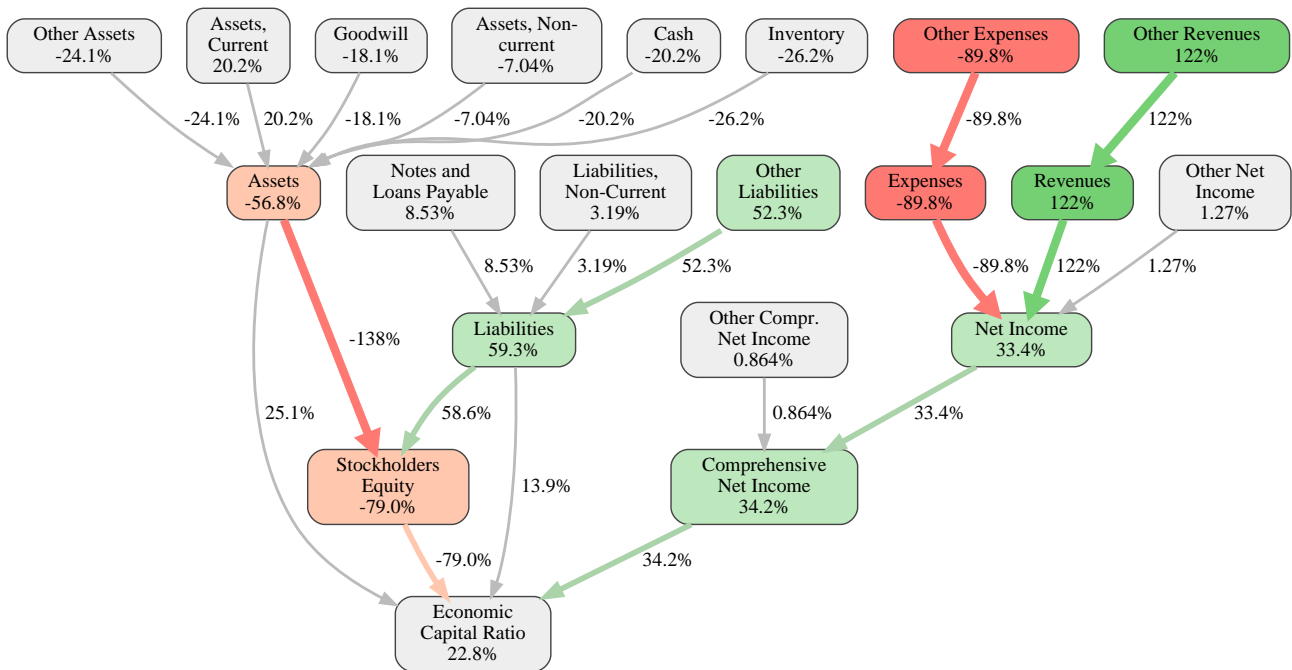 Other Assets
-24.1%
Assets,
Current
20.2%
Goodwill
-18.1%
Assets, Non-
current
-7.04%
Cash
-20.2%
Inventory
-26.2%
Other Expenses
-89.8%
Other Revenues
122%
-24.1%
20.2%
-18.1%
-7.04%
-20.2%
-26.2%
-89.8%
122%
Assets
-56.8%
Notes and
Loans Payable
8.53%
Liabilities,
Non-Current
3.19%
Other
Liabilities
52.3%
Expenses
-89.8%
Revenues
122%
Other Net
Income
1.27%
8.53%
3.19%
52.3%
-89.8%
122%
1.27%
-138%
Liabilities
59.3%
Other Compr.
Net Income
0.864%
Net Income
33.4%
25.1%
58.6%
0.864%
33.4%
Stockholders
Equity
-79.0%
13.9%
Comprehensive
Net Income
34.2%
-79.0%
34.2%
Economic
Capital Ratio
22.8%